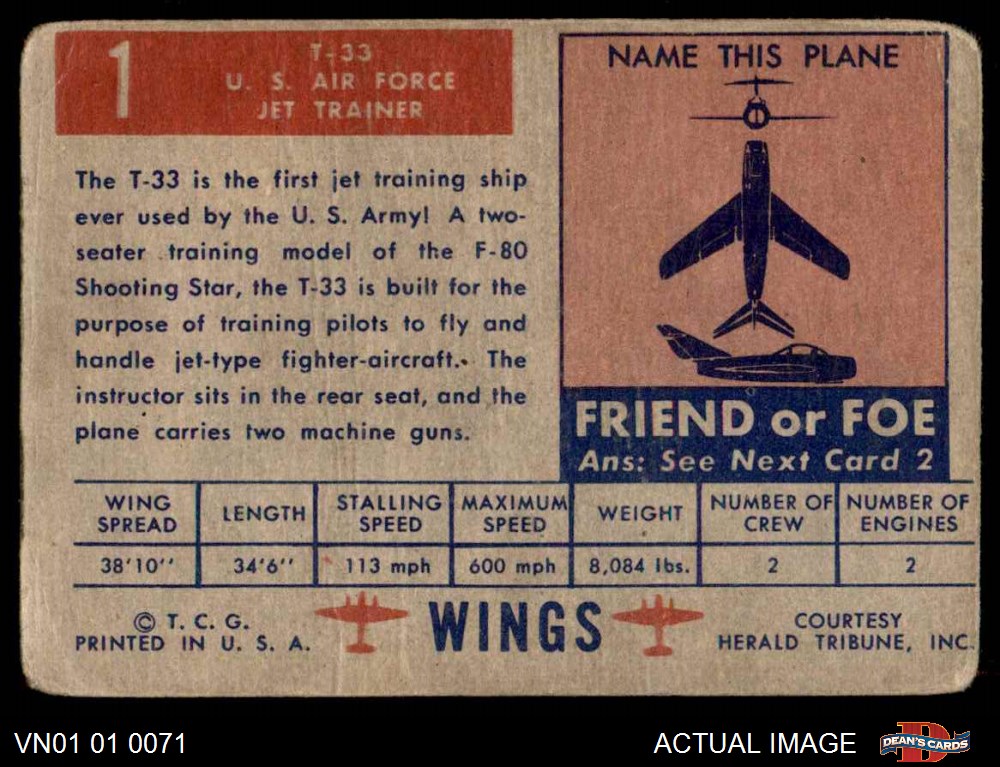 1
T-33
U. S. AIR FORCE
JET TRAINER
The T-33 is the first jet training ship
ever used by the U. S. Army! A two-
seater training model of the F-80
Shooting Star, the T-33 is built for the
purpose of training pilots to fly and
handle jet-type fighter-aircraft. The
instructor sits in the rear seat, and the
plane carries two machine guns.
NAME THIS PLANE
FRIEND or FOE
Ans: See Next Card 2
WING SPREAD
LENGTH
STALLING SPEED
MAXIMUM SPEED
WEIGHT
NUMBER OF CREW
NUMBER OF ENGINES
38'10''
34'6''
113 mph
600 mph
8,084 lbs.
2
2
© T. C. G.
PRINTED IN U. S. A.
WINGS
COURTESY
HERALD TRIBUNE, INC.
VN01 01 0071
ACTUAL IMAGE
D
DEAN'S CARDS